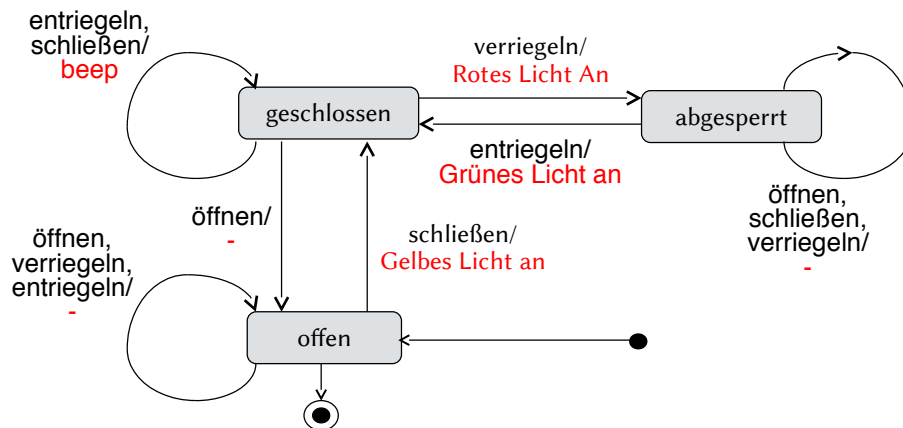 entriegeln,
schließen/
beep
verriegeln/
Rotes Licht An
geschlossen
abgesperrt
entriegeln/
Grünes Licht an
öffnen,
schließen,
verriegeln/
-
öffnen/
-
schließen/
Gelbes Licht an
öffnen,
verriegeln,
entriegeln/
-
offen